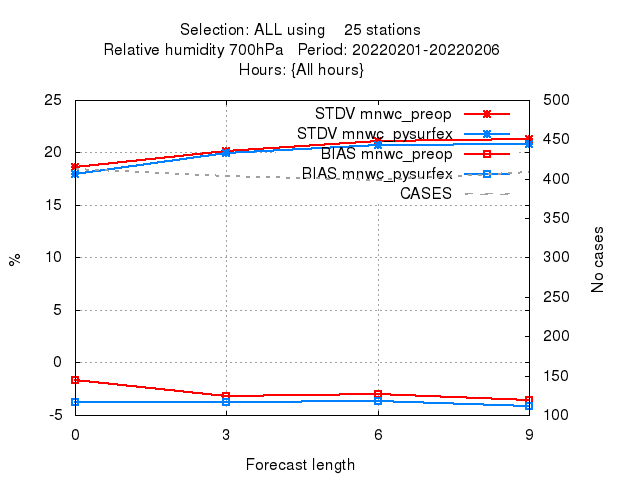 Selection: ALL using 25 stations
Relative humidity 700hPa Period: 20220201-20220206
Hours: {All hours}
25 500
STDV mnwc_preop
450
STDV mnwc_pysurfex
20
BIAS mnwc_preop
400
BIAS mnwc_pysurfex
CASES
15 350
10 300
%
No cases
5 250
200
0
150
-5 100
0 3 6 9
Forecast length